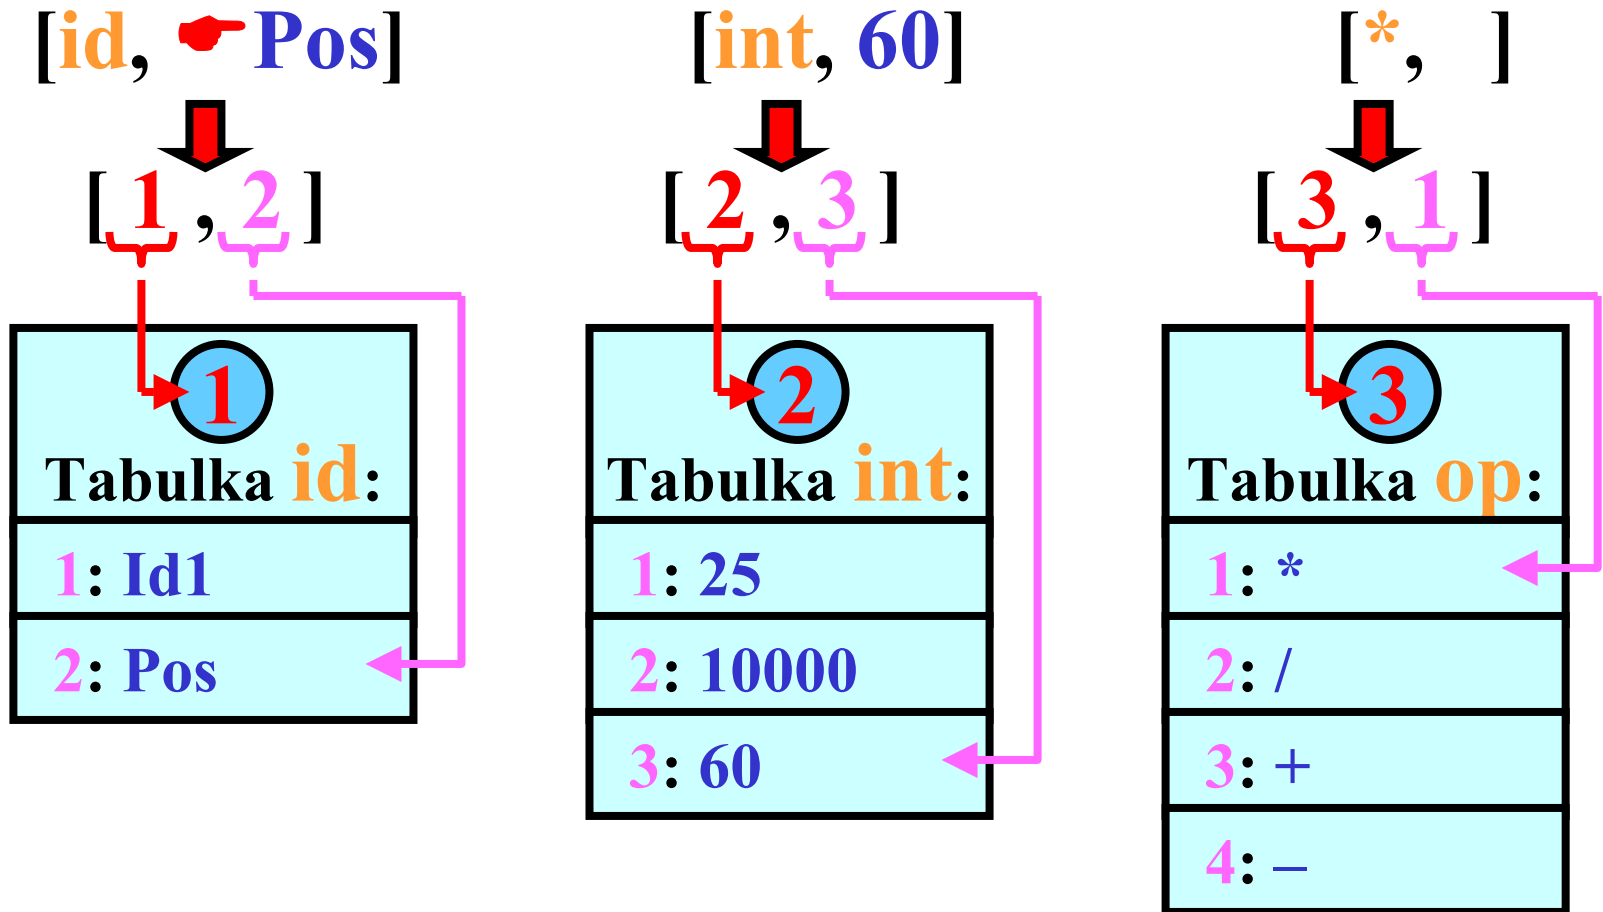 [id, ☛Pos] [int, 60] [*, ]
[ 1 , 2 ] [ 2 , 3 ] [ 3 , 1 ]
1
Tabulka id:
1: Id1
2: Pos
2
Tabulka int:
1: 25
2: 10000
3: 60
3
Tabulka op:
1: *
2: /
3: +
4: –